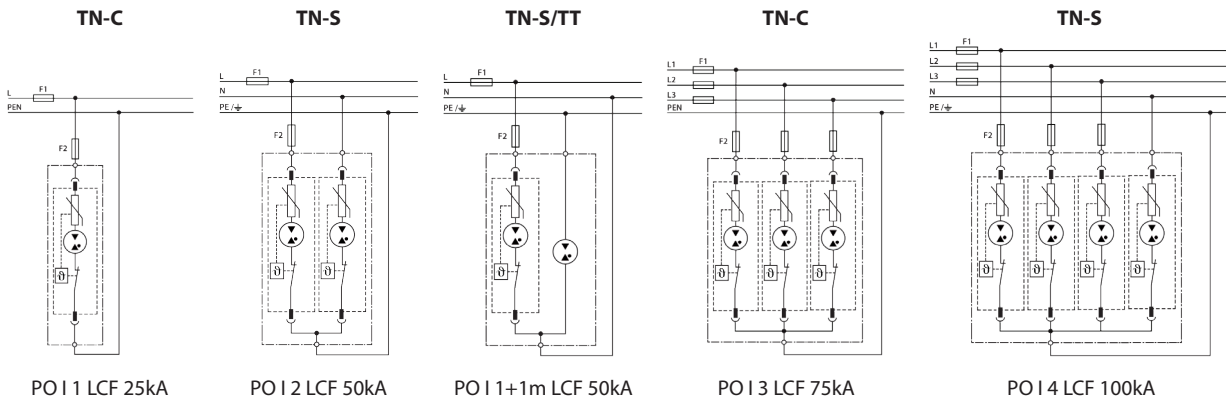 TN-C
TN-S
TN-S/TT
TN-C
TN-S
L
F1
PEN
F2
ϑ
PO I 1 LCF 25kA
L
F1
N
PE/⏚
F2
ϑ
ϑ
PO I 2 LCF 50kA
L
F1
N
PE/⏚
F2
ϑ
PO I 1+1m LCF 50kA
L1
F1
L2
L3
PEN
F2
ϑ
ϑ
ϑ
PO I 3 LCF 75kA
L1
F1
L2
L3
N
PE/⏚
F2
ϑ
ϑ
ϑ
ϑ
PO I 4 LCF 100kA